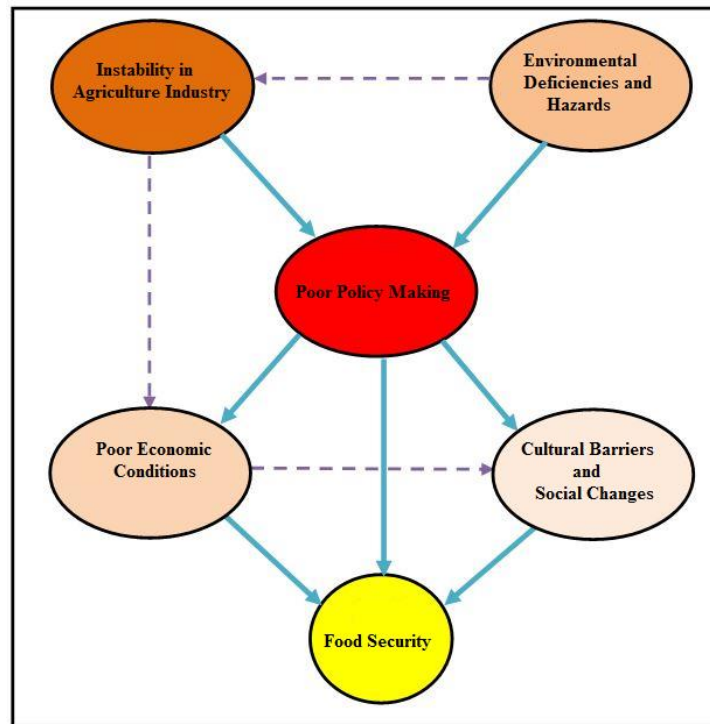 Instability in
Agriculture Industry
Environmental
Deficiencies and
Hazards
Poor Policy Making
Poor Economic
Conditions
Cultural Barriers
and
Social Changes
Food Security